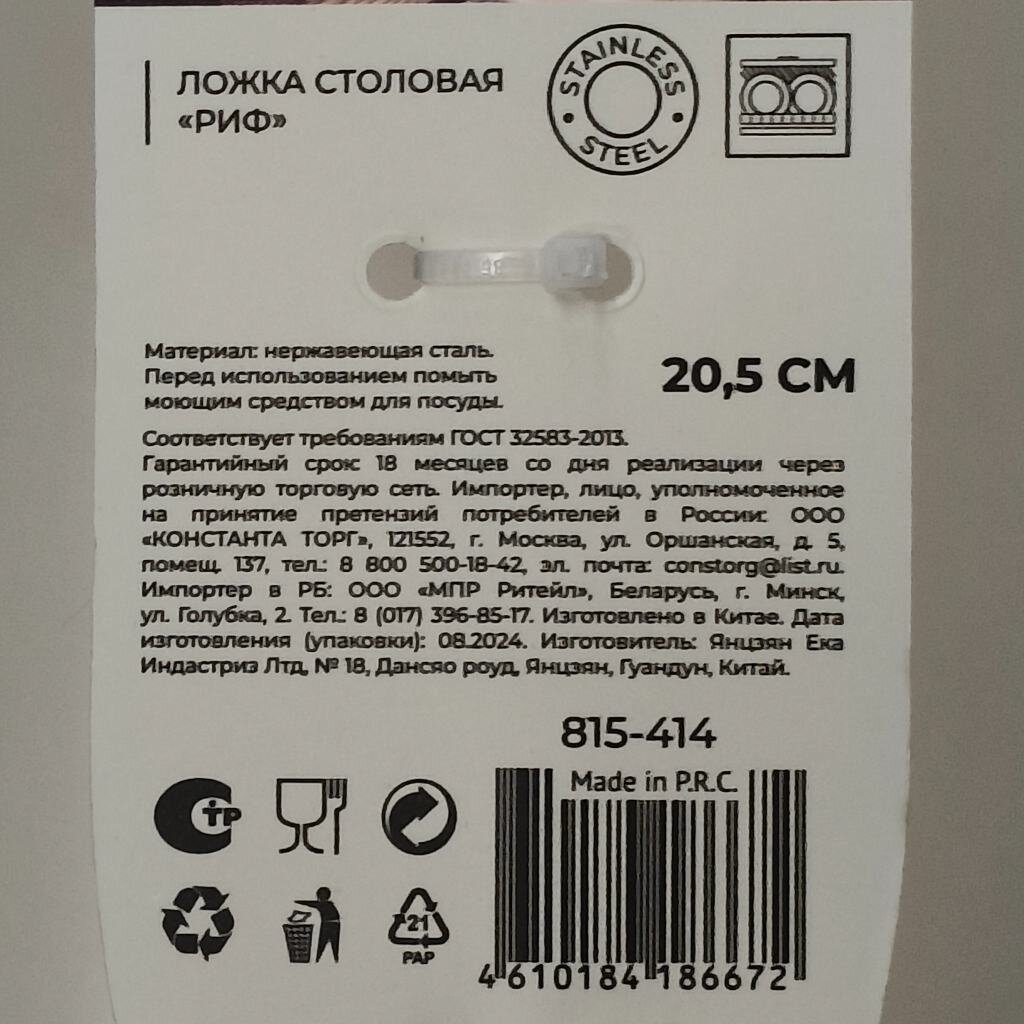 ЛОЖКА СТОЛОВАЯ
«РИФ»
STAINLESS
STEEL
Материал: нержавеющая сталь.
Перед использованием помыть
моющим средством для посуды.
20,5 СМ
Соответствует требованиям ГОСТ 32583-2013.
Гарантийный срок 18 месяцев со дня реализации через
розничную торговую сеть. Импортер, лицо, уполномоченное
на принятие претензий потребителей в России: ООО
«КОНСТАНТА ТОРГ», 121552, г. Москва, ул. Оршанская, д. 5,
помещ. 137, тел.: 8 800 500-18-42, эл. почта: constorg@list.ru.
Импортер в РБ: ООО «МПР Ритейл», Беларусь, г. Минск,
ул. Голубка, 2. Тел.: 8 (017) 396-85-17. Изготовлено в Китае. Дата
изготовления (упаковки): 08.2024. Изготовитель: Янцзян Ека
Индастриз Лтд, № 18, Дансяо роуд, Янцзян, Гуандун, Китай.
815-414
Made in P.R.C.
СТР
21
PAP
4 610184 186672